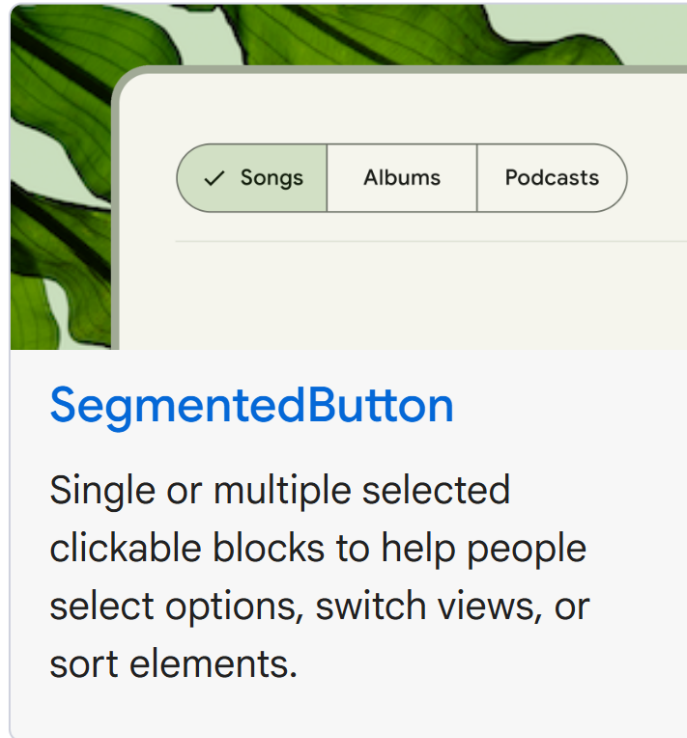 Songs Albums Podcasts
SegmentedButton
Single or multiple selected
clickable blocks to help people
select options, switch views, or
sort elements.